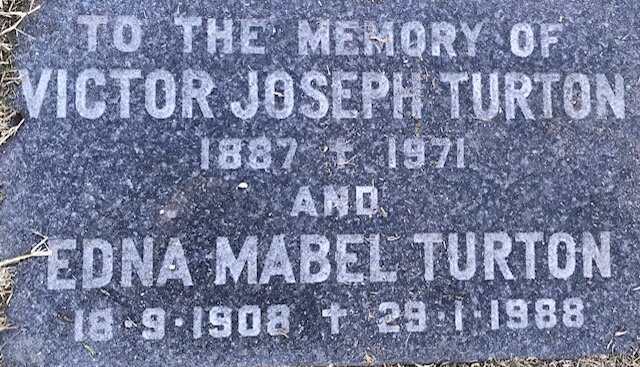 TO THE MEMORY OF
VICTOR JOSEPH TURTON
1887 † 1971
AND
EDNA MABEL TURTON
18·9·1908 † 29·1·1988